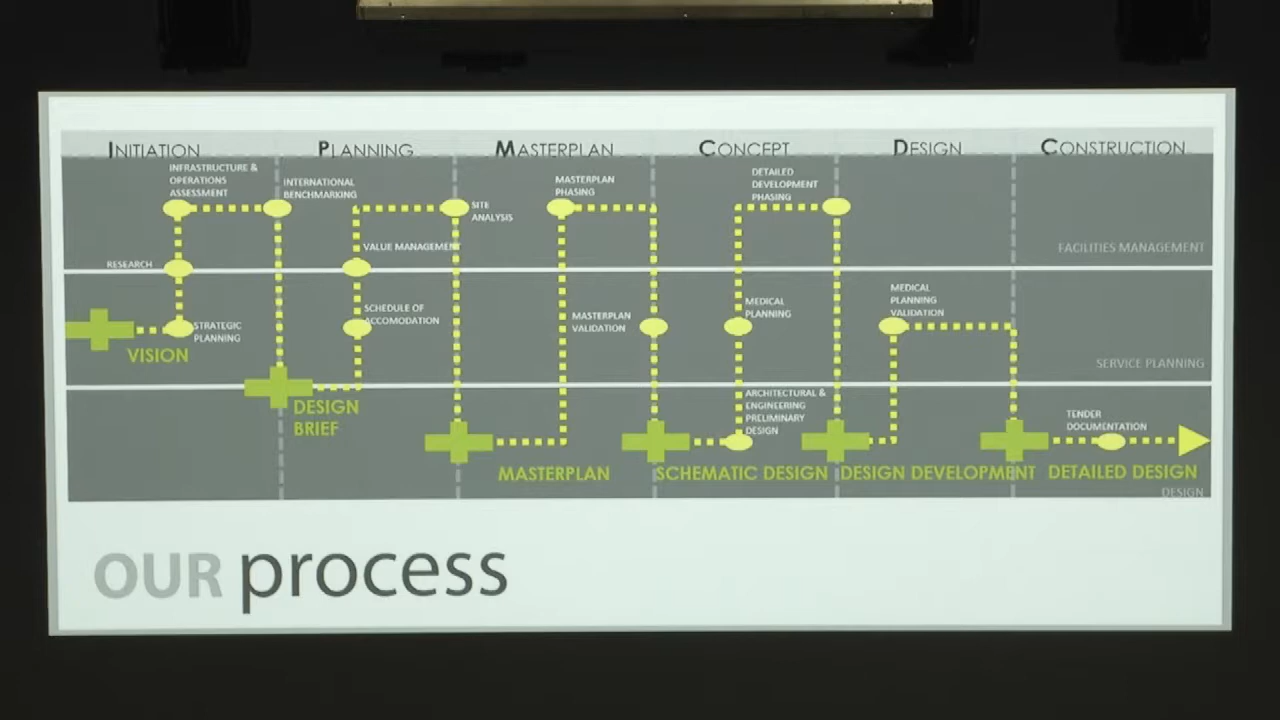 INITIATION
PLANNING
MASTERPLAN
CONCEPT
DESIGN
CONSTRUCTION
INFRASTRUCTURE &
OPERATIONS
ASSESSMENT
INTERNATIONAL
BENCHMARKING
SITE
ANALYSIS
MASTERPLAN
PHASING
DETAILED
DEVELOPMENT
PHASING
VALUE MANAGEMENT
FACILITIES MANAGEMENT
RESEARCH
STRATEGIC
PLANNING
VISION
SCHEDULE OF
ACCOMODATION
MASTERPLAN
VALIDATION
MEDICAL
PLANNING
MEDICAL
PLANNING
VALIDATION
SERVICE PLANNING
DESIGN
BRIEF
ARCHITECTURAL &
ENGINEERING
PRELIMINARY
DESIGN
TENDER
DOCUMENTATION
MASTERPLAN
SCHEMATIC DESIGN
DESIGN DEVELOPMENT
DETAILED DESIGN
DESIGN
OUR process